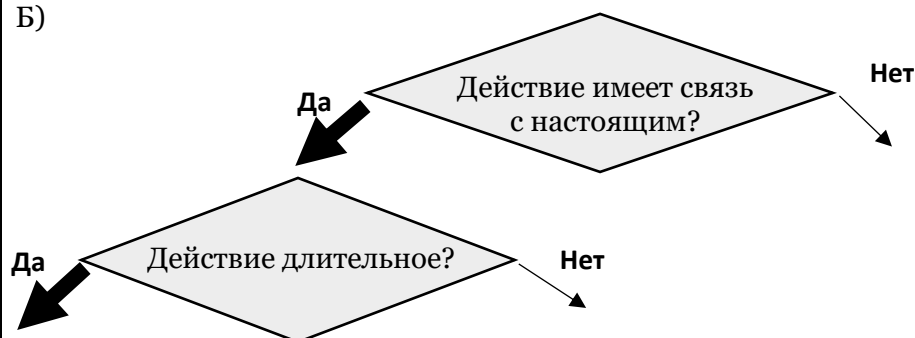 Б)
Нет
Действие имеет связь
с настоящим?
Да
Да
Действие длительное?
Нет